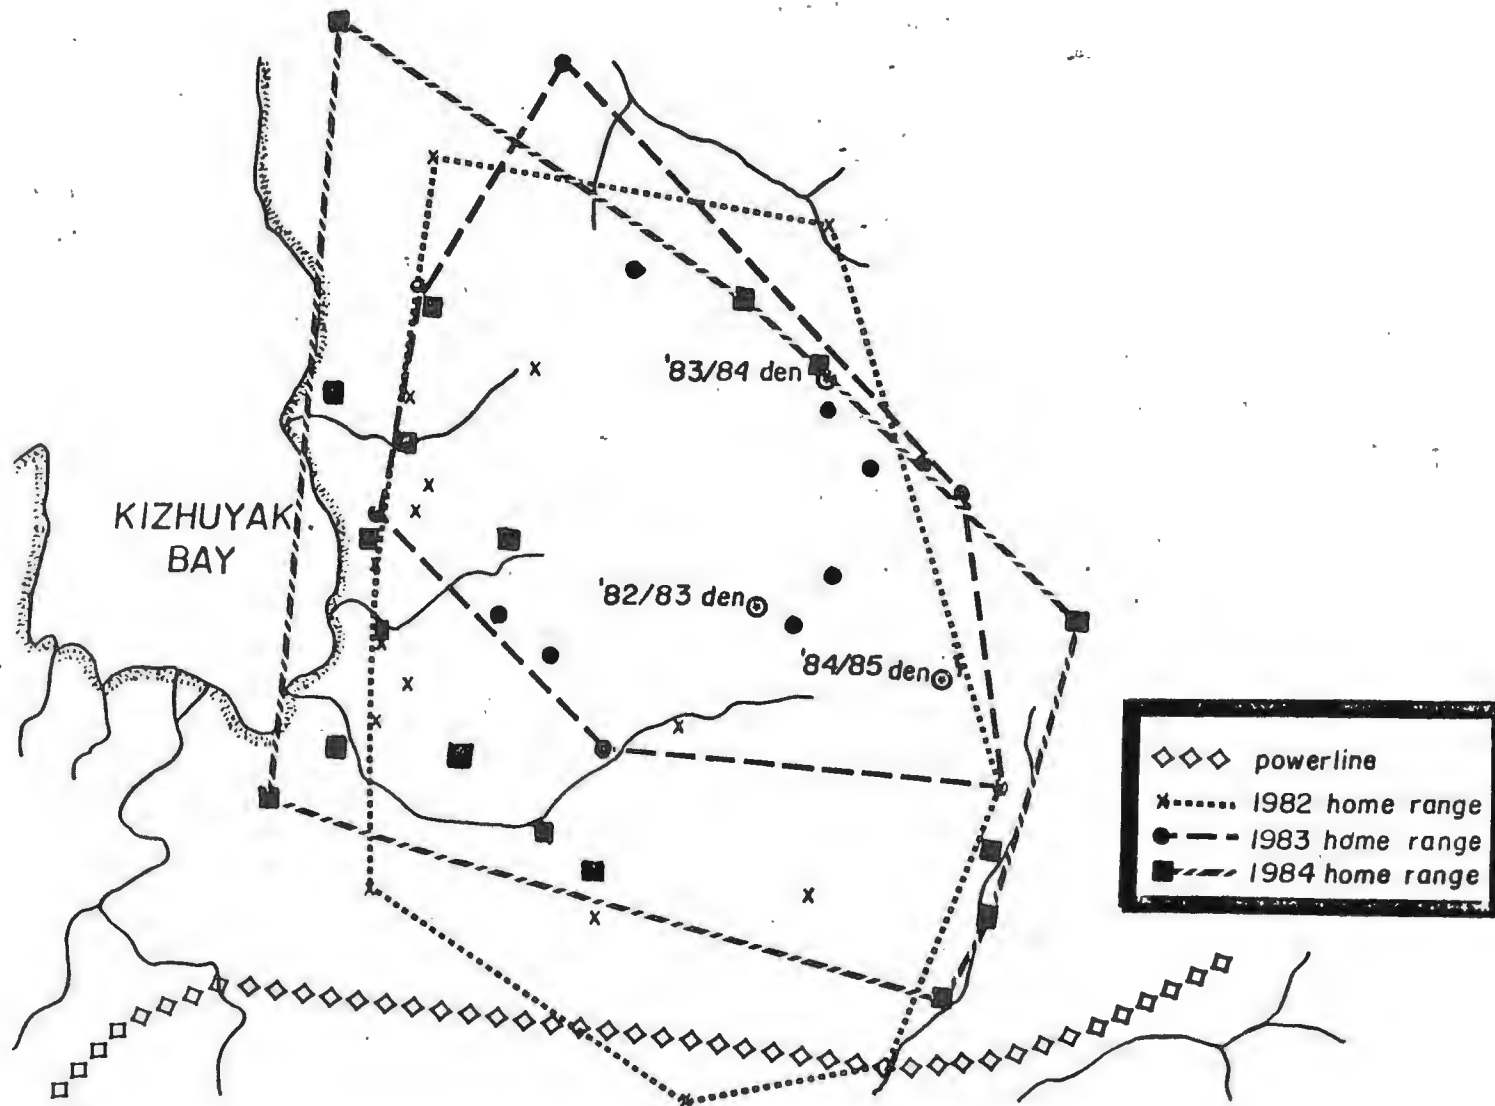 '83/84 den
KIZHUYAK
BAY
'82/83 den
'84/85 den
powerline
1982 home range
1983 home range
1984 home range